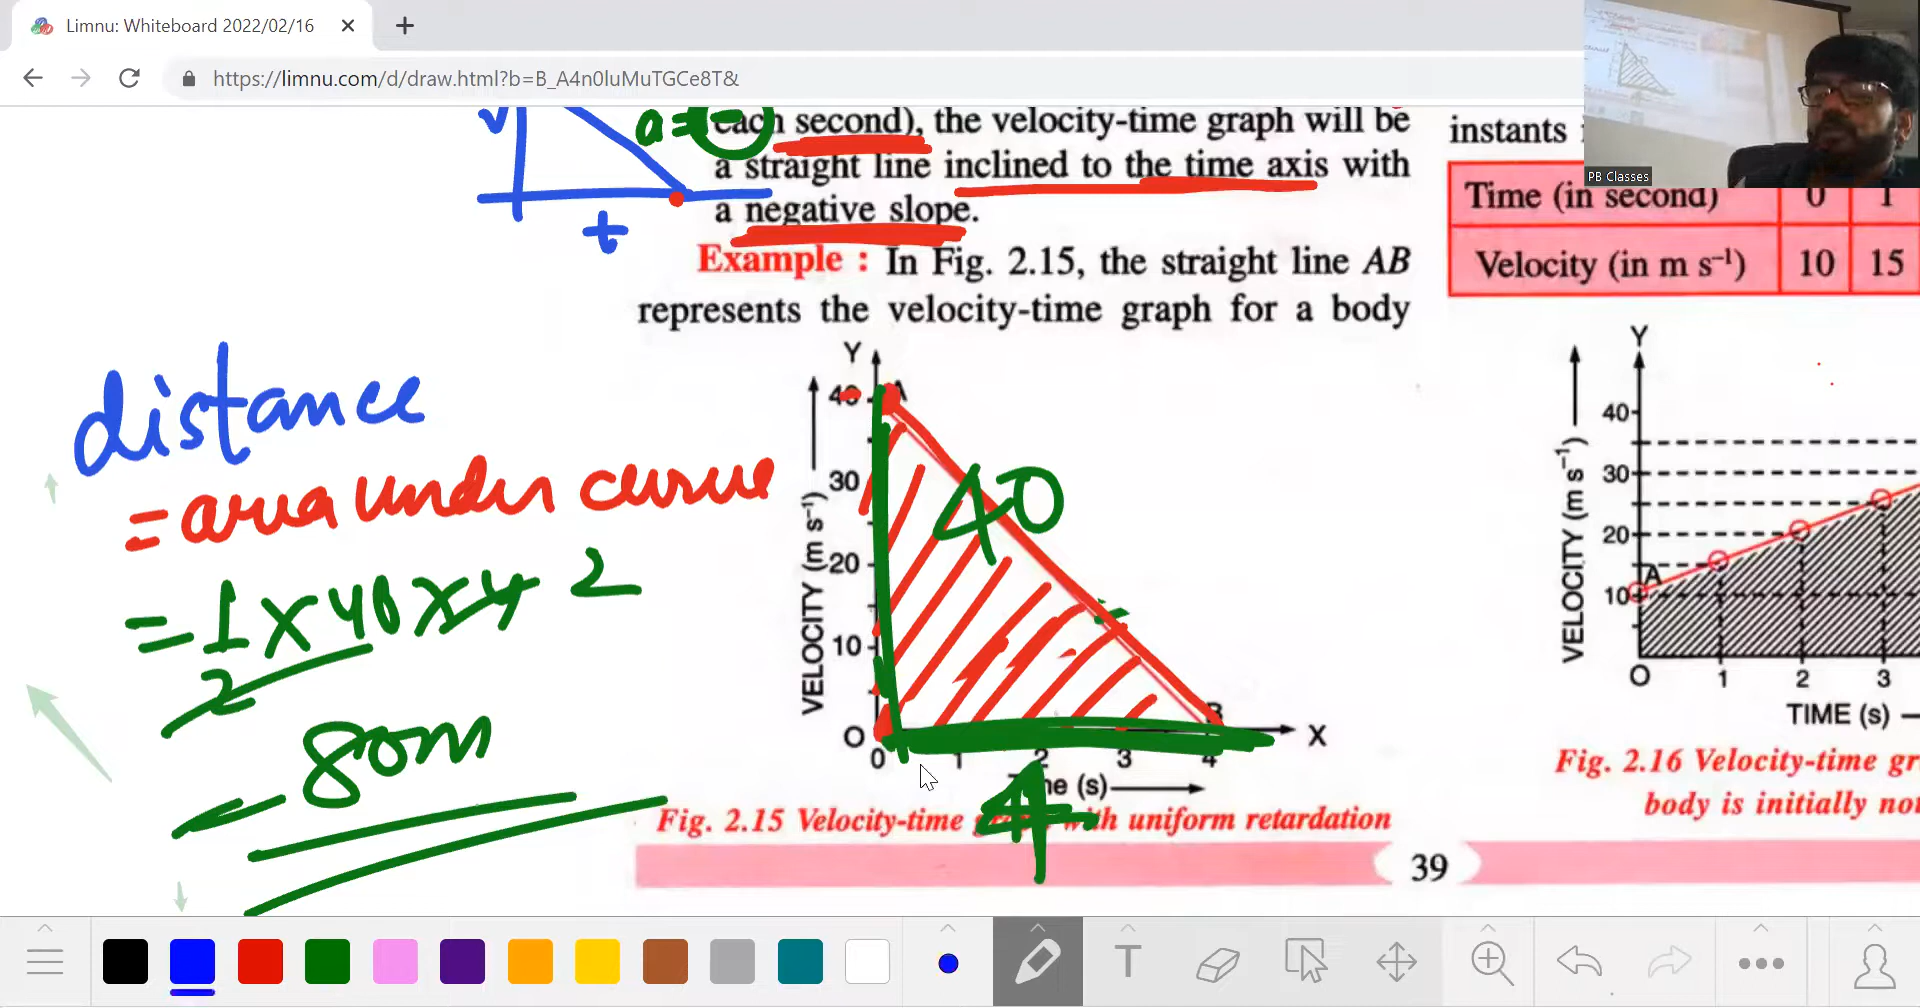 Limnu: Whiteboard 2022/02/16
https://limnu.com/d/draw.html?b=B_A4n0luMuTGCe8T&
PB Classes
v
t
a = -
each second), the velocity-time graph will be
a straight line inclined to the time axis with
a negative slope.
Example : In Fig. 2.15, the straight line AB
represents the velocity-time graph for a body
distance
= area under curve
= 1/2 x 40 x 4 2
= 80m
Y
40
A
30
20
10
O
VELOCITY (m s⁻¹)
40
B
X
0 1 2 3 4
(s)
4
Fig. 2.15 Velocity-time with uniform retardation
39
instants
Time (in second) 0 1
Velocity (in m s⁻¹) 10 15
Y
40
30
20
10
A
VELOCITY (m s⁻¹)
O 1 2 3
TIME (s)
Fig. 2.16 Velocity-time gr
body is initially not
T